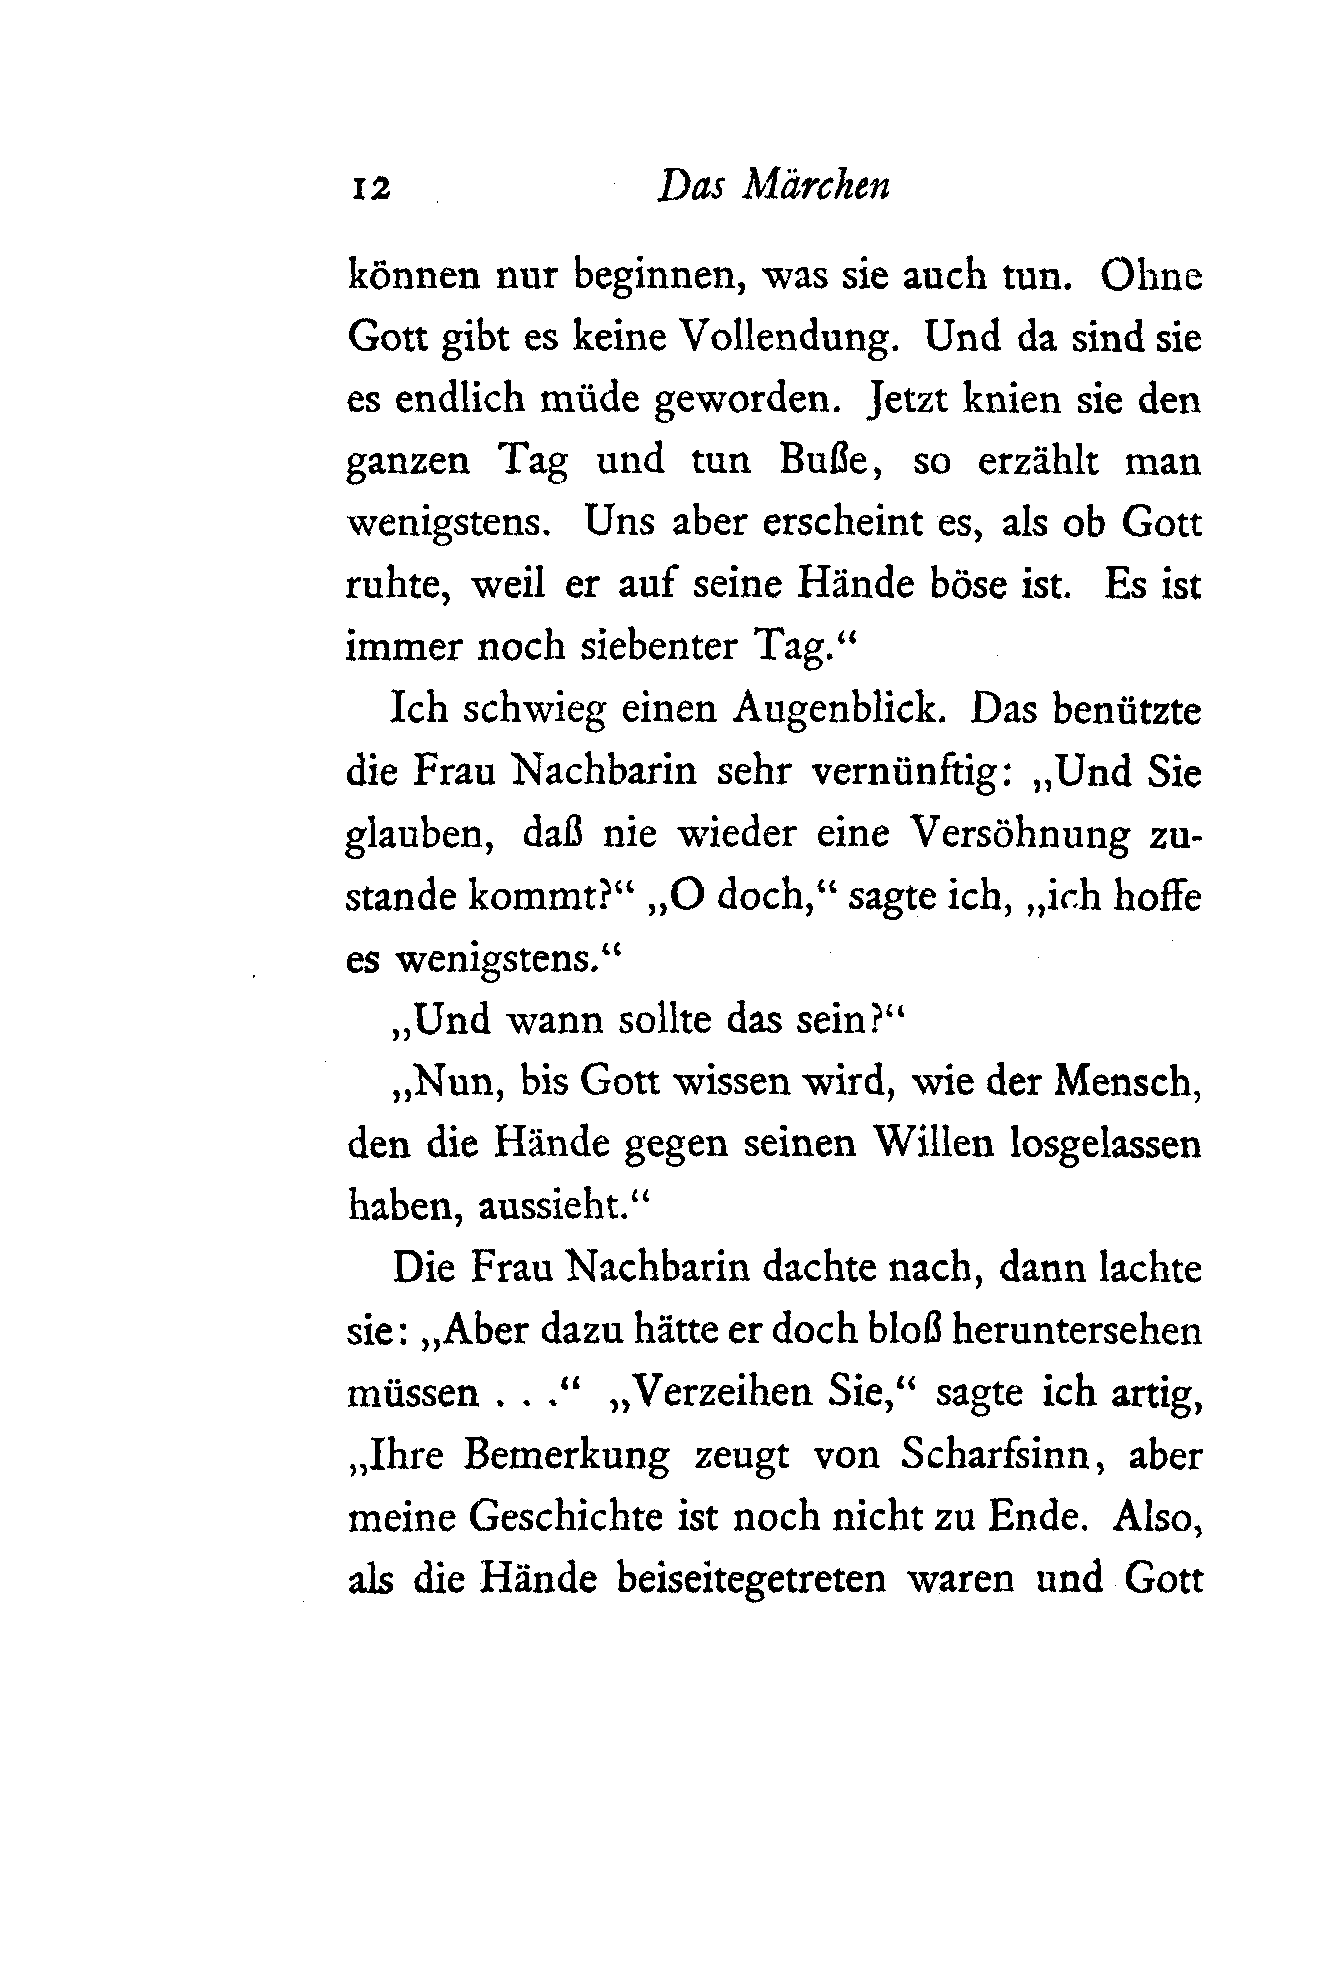 12 Das Märchen
können nur beginnen, was sie auch tun. Ohne
Gott gibt es keine Vollendung. Und da sind sie
es endlich müde geworden. Jetzt knien sie den
ganzen Tag und tun Buße, so erzählt man
wenigstens. Uns aber erscheint es, als ob Gott
ruhte, weil er auf seine Hände böse ist. Es ist
immer noch siebenter Tag.“
Ich schwieg einen Augenblick. Das benützte
die Frau Nachbarin sehr vernünftig: „Und Sie
glauben, daß nie wieder eine Versöhnung zu-
stande kommt?“ „O doch,“ sagte ich, „ich hoffe
es wenigstens.“
„Und wann sollte das sein?“
„Nun, bis Gott wissen wird, wie der Mensch,
den die Hände gegen seinen Willen losgelassen
haben, aussieht.“
Die Frau Nachbarin dachte nach, dann lachte
sie: „Aber dazu hätte er doch bloß heruntersehen
müssen . . .“ „Verzeihen Sie,“ sagte ich artig,
„Ihre Bemerkung zeugt von Scharfsinn, aber
meine Geschichte ist noch nicht zu Ende. Also,
als die Hände beiseitegetreten waren und Gott